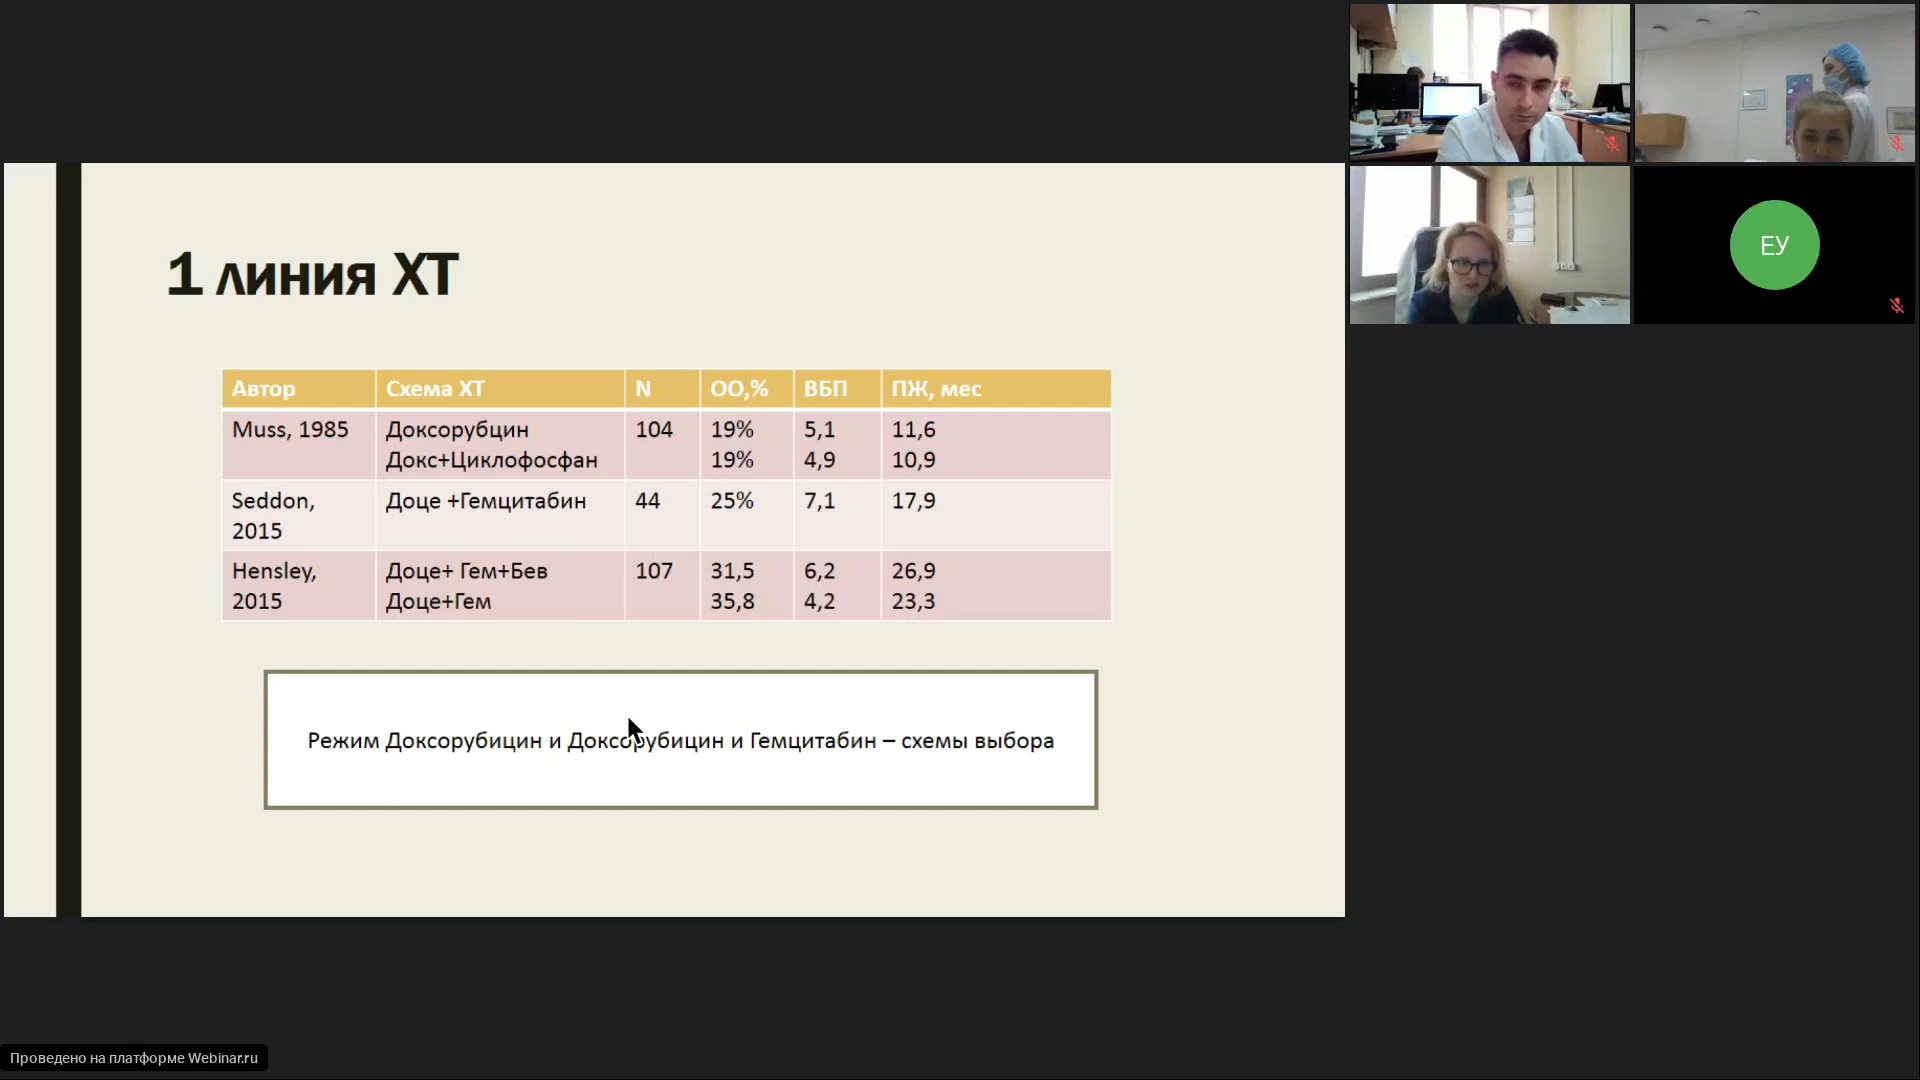 1 линия ХТ
Автор Схема ХТ N ОО,% ВБП ПЖ, мес
Muss, 1985 Доксорубцин 104 19% 5,1 11,6
Докс+Циклофосфан 19% 4,9 10,9
Seddon, Доце +Гемцитабин 44 25% 7,1 17,9
2015
Hensley, Доце+ Гем+Бев 107 31,5 6,2 26,9
2015 Доце+Гем 35,8 4,2 23,3
Режим Доксорубицин и Доксорубицин и Гемцитабин – схемы выбора
ЕУ
Проведено на платформе Webinar.ru